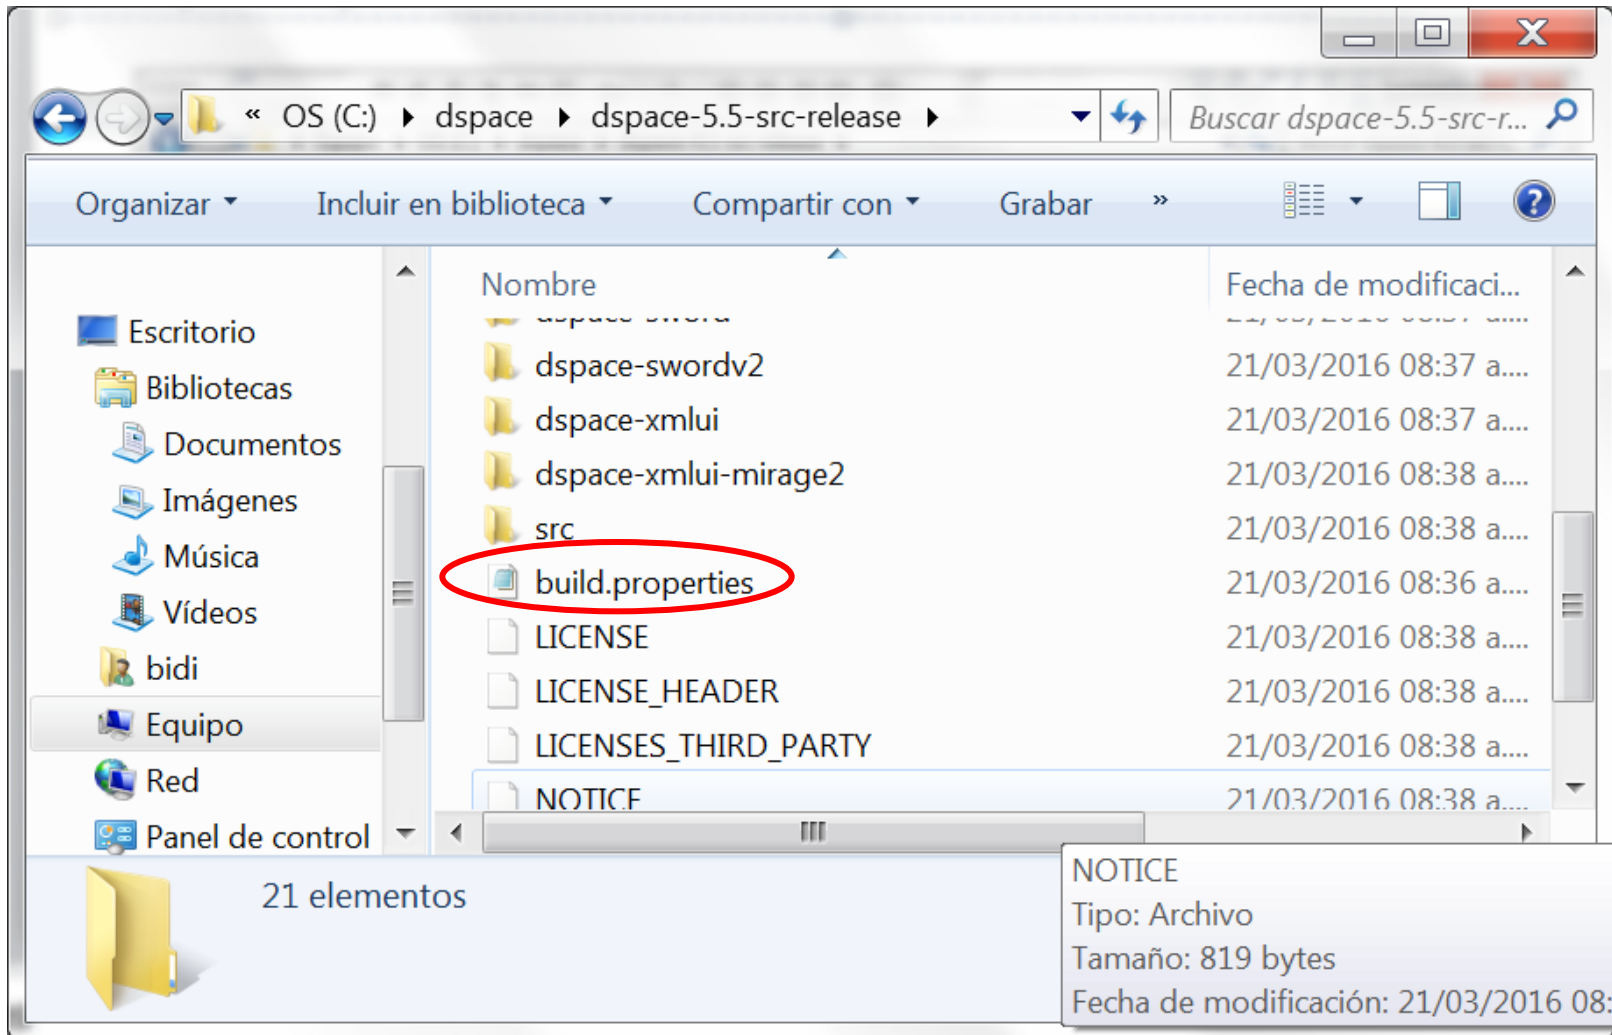 « OS (C:) ▸ dspace ▸ dspace-5.5-src-release ▸
Buscar dspace-5.5-src-r...
Organizar
Incluir en biblioteca
Compartir con
Grabar
»
Escritorio
Bibliotecas
Documentos
Imágenes
Música
Vídeos
bidi
Equipo
Red
Panel de control
Nombre Fecha de modificaci...
dspace-sword
dspace-swordv2 21/03/2016 08:37 a....
dspace-xmlui 21/03/2016 08:37 a....
dspace-xmlui-mirage2 21/03/2016 08:38 a....
src 21/03/2016 08:38 a....
build.properties 21/03/2016 08:36 a....
LICENSE 21/03/2016 08:38 a....
LICENSE_HEADER 21/03/2016 08:38 a....
LICENSES_THIRD_PARTY 21/03/2016 08:38 a....
NOTICE 21/03/2016 08:38 a....
21 elementos
NOTICE
Tipo: Archivo
Tamaño: 819 bytes
Fecha de modificación: 21/03/2016 08: